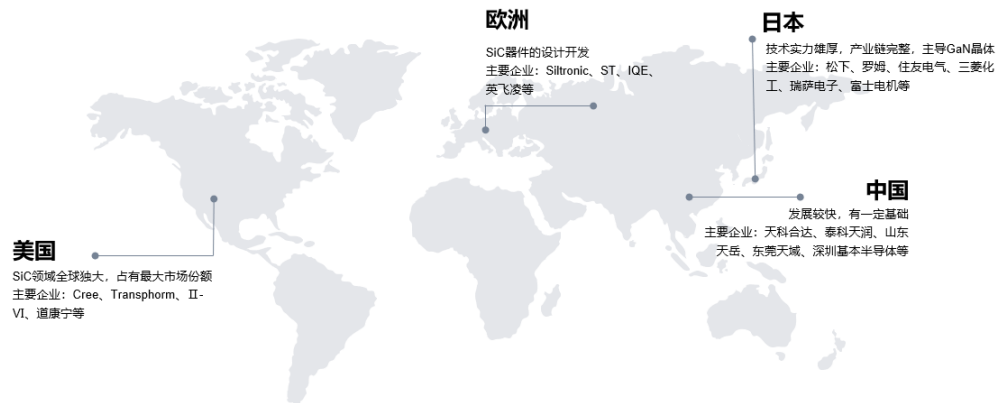 欧洲
SiC器件的设计开发
主要企业：Siltronic、ST、IQE、
英飞凌等
日本
技术实力雄厚，产业链完整，主导GaN晶体
主要企业：松下、罗姆、住友电气、三菱化
工、瑞萨电子、富士电机等
中国
发展较快，有一定基础
主要企业：天科合达、泰科天润、山东
天岳、东莞天域、深圳基本半导体等
美国
SiC领域全球独大，占有最大市场份额
主要企业：Cree、Transphorm、Ⅱ-
Ⅵ、道康宁等